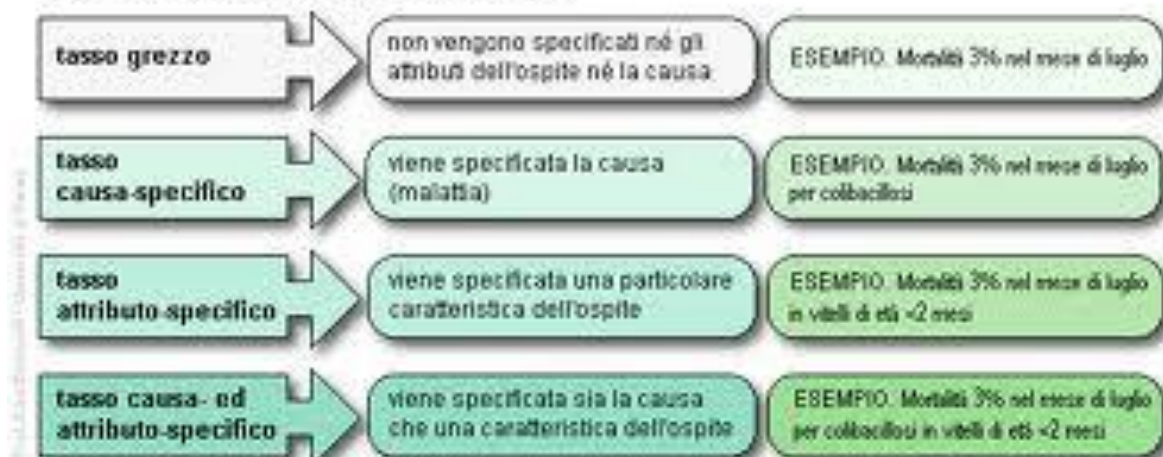 tasso grezzo
non vengono specificati né gli
attributi dell'ospite né la causa
ESEMPIO. Mortalità 3% nel mese di luglio
tasso
causa-specifico
viene specificata la causa
(malattia)
ESEMPIO. Mortalità 3% nel mese di luglio
per colibacillosi
tasso
attributo-specifico
viene specificata una particolare
caratteristica dell'ospite
ESEMPIO. Mortalità 3% nel mese di luglio
in vitelli di età <2 mesi
tasso causa- ed
attributo-specifico
viene specificata sia la causa
che una caratteristica dell'ospite
ESEMPIO. Mortalità 3% nel mese di luglio
per colibacillosi in vitelli di età <2 mesi